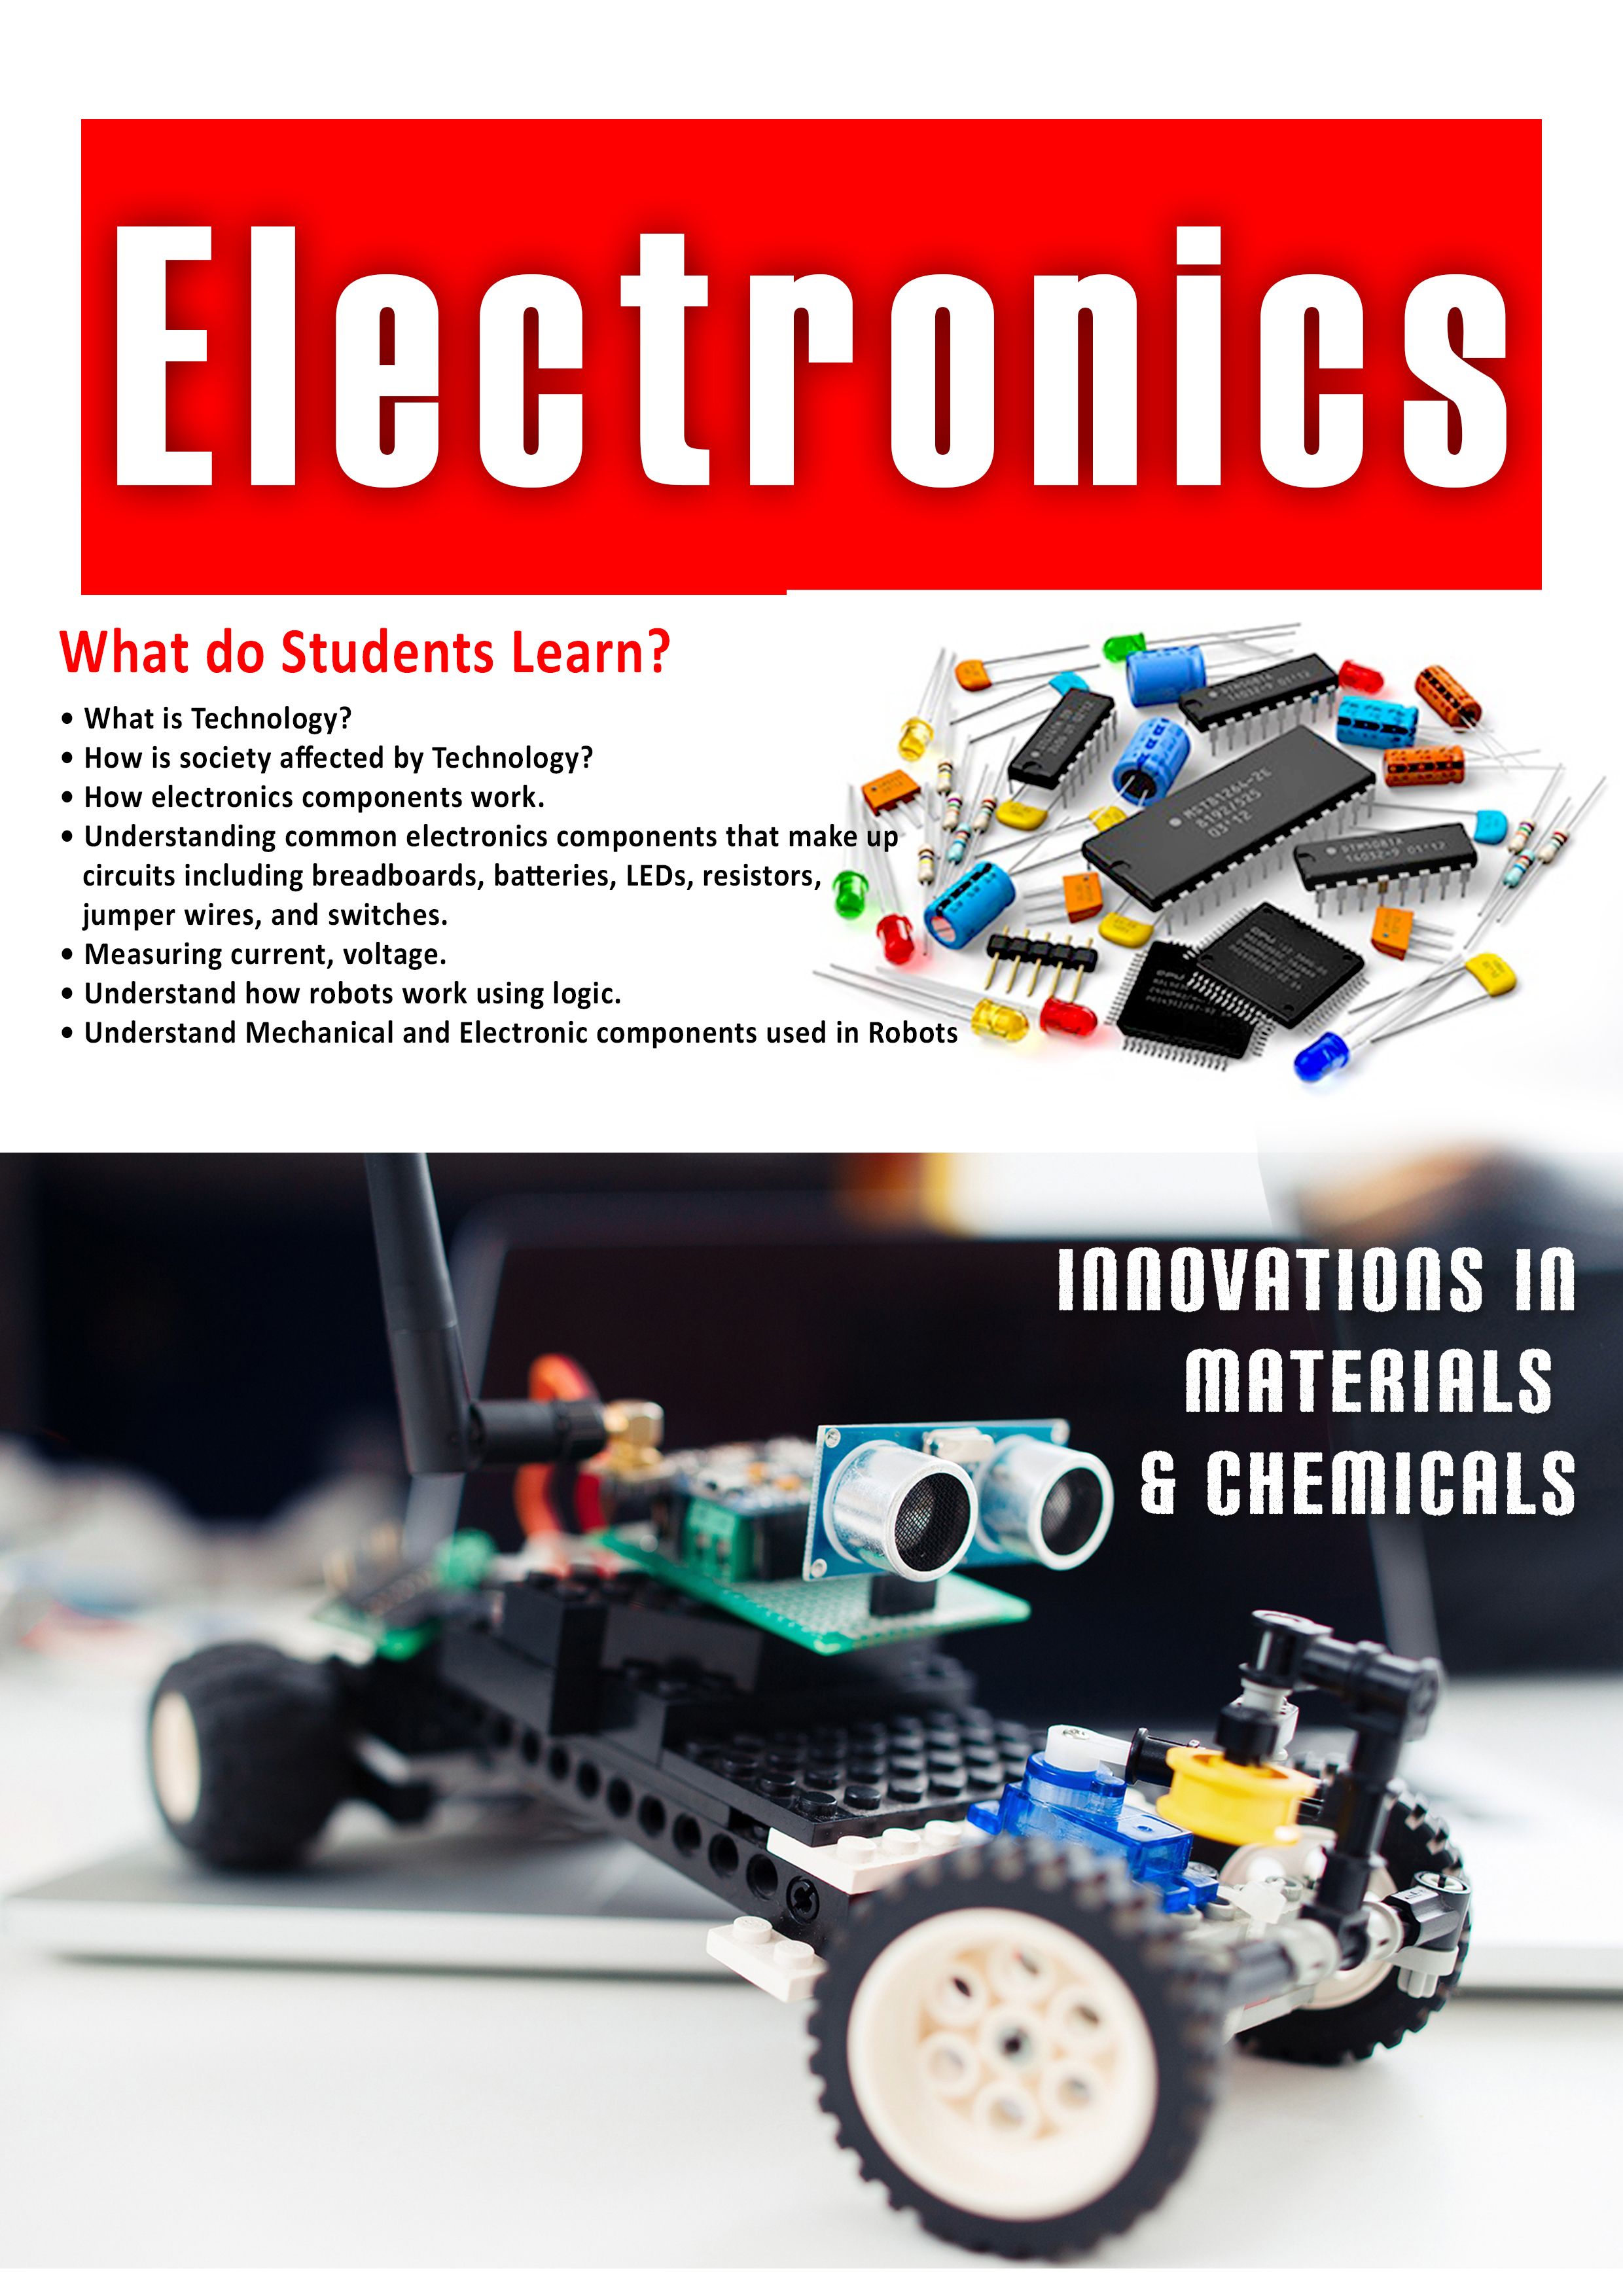 Electronics
What do Students Learn?
• What is Technology?
• How is society affected by Technology?
• How electronics components work.
• Understanding common electronics components that make up
circuits including breadboards, batteries, LEDs, resistors,
jumper wires, and switches.
• Measuring current, voltage.
• Understand how robots work using logic.
• Understand Mechanical and Electronic components used in Robots
INNOVATIONS IN
MATERIALS
& CHEMICALS